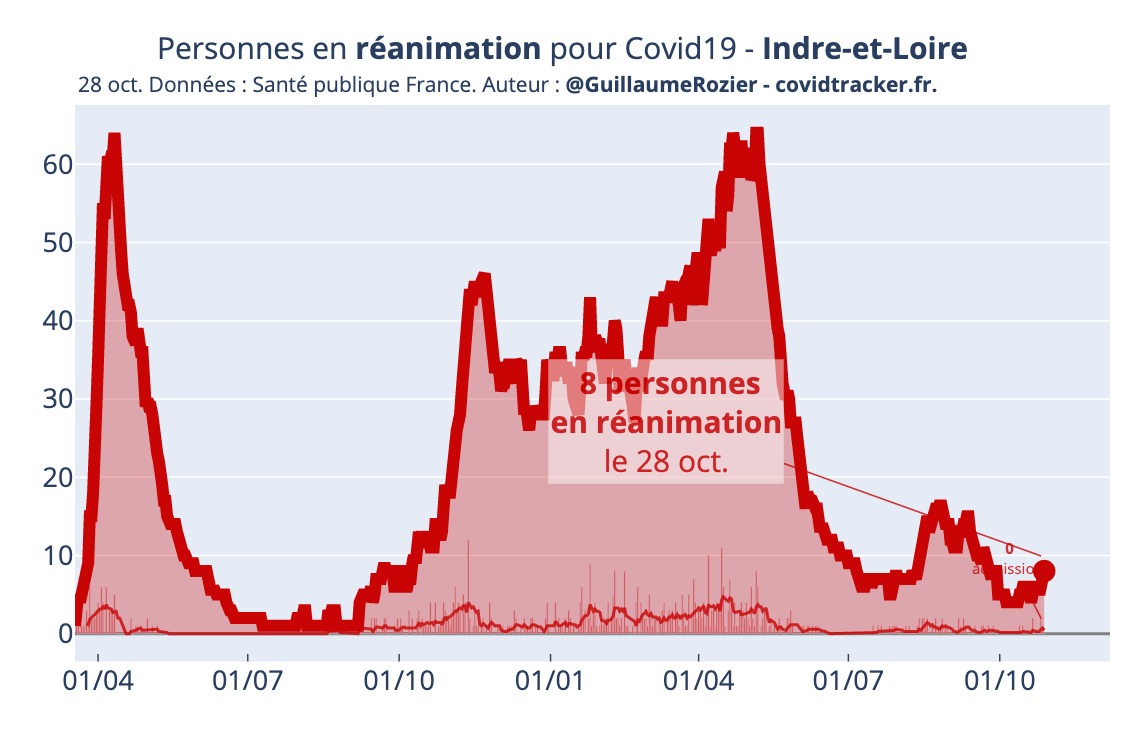 Personnes en réanimation pour Covid19 - Indre-et-Loire
28 oct. Données : Santé publique France. Auteur : @GuillaumeRozier - covidtracker.fr.
60
50
40
30
20
10
0
8 personnes
en réanimation
le 28 oct.
0
01/04 01/07 01/10 01/01 01/04 01/07 01/10